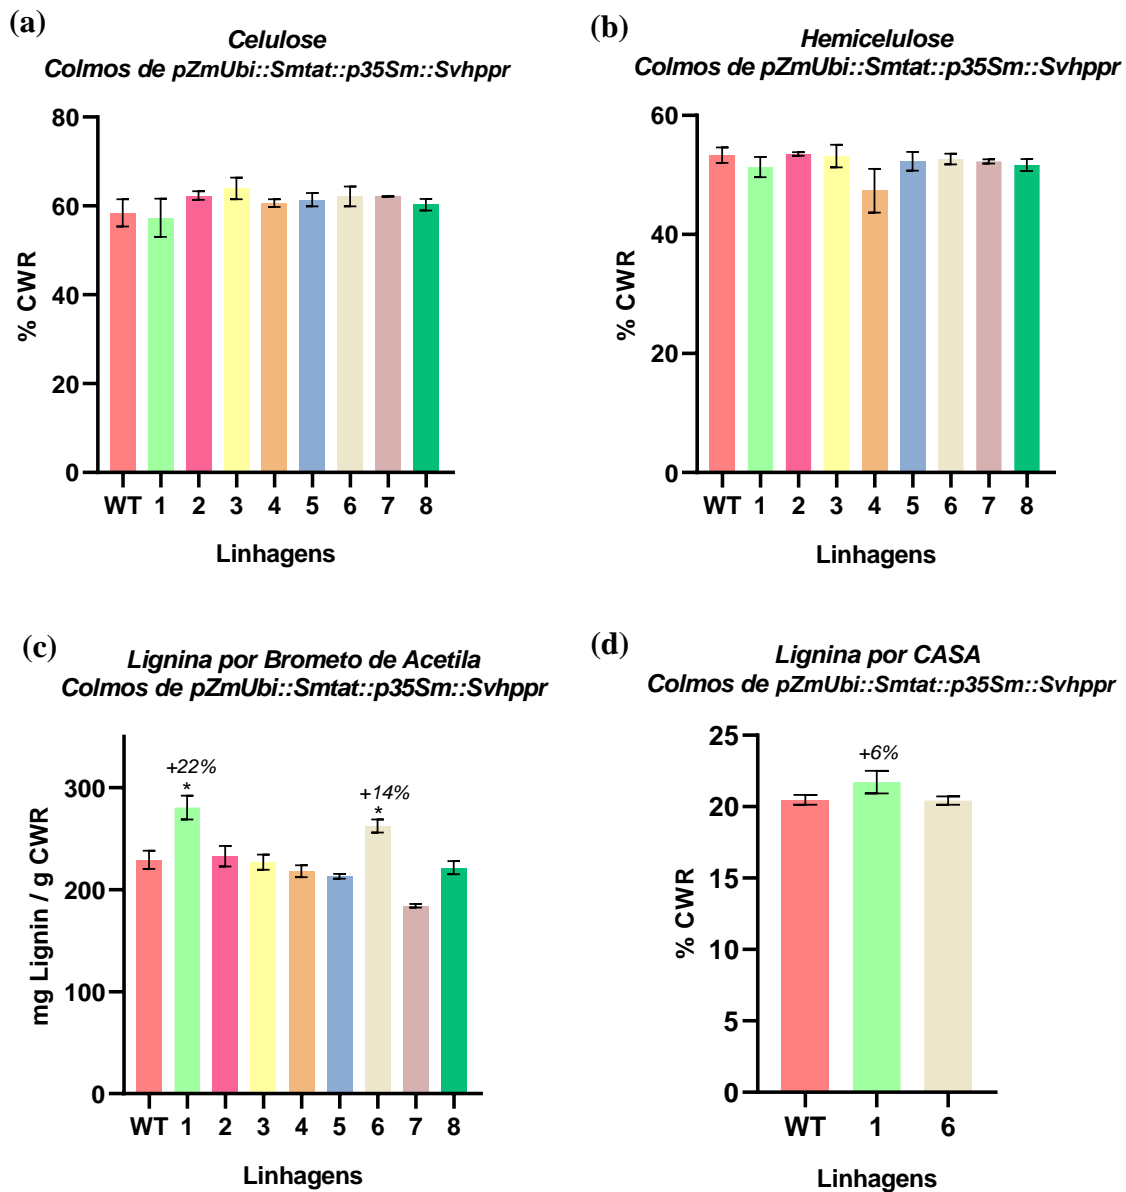 (a)
Celulose
Colmos de pZmUbi::Smtat::p35Sm::Svhppr
% CWR
80
60
40
20
0
WT 1 2 3 4 5 6 7 8
Linhagens
(b)
Hemicelulose
Colmos de pZmUbi::Smtat::p35Sm::Svhppr
% CWR
60
40
20
0
WT 1 2 3 4 5 6 7 8
Linhagens
(c)
Lignina por Brometo de Acetila
Colmos de pZmUbi::Smtat::p35Sm::Svhppr
mg Lignin / g CWR
300
200
100
0
+22%
*
+14%
*
WT 1 2 3 4 5 6 7 8
Linhagens
(d)
Lignina por CASA
Colmos de pZmUbi::Smtat::p35Sm::Svhppr
% CWR
25
20
15
10
5
0
+6%
WT 1 6
Linhagens